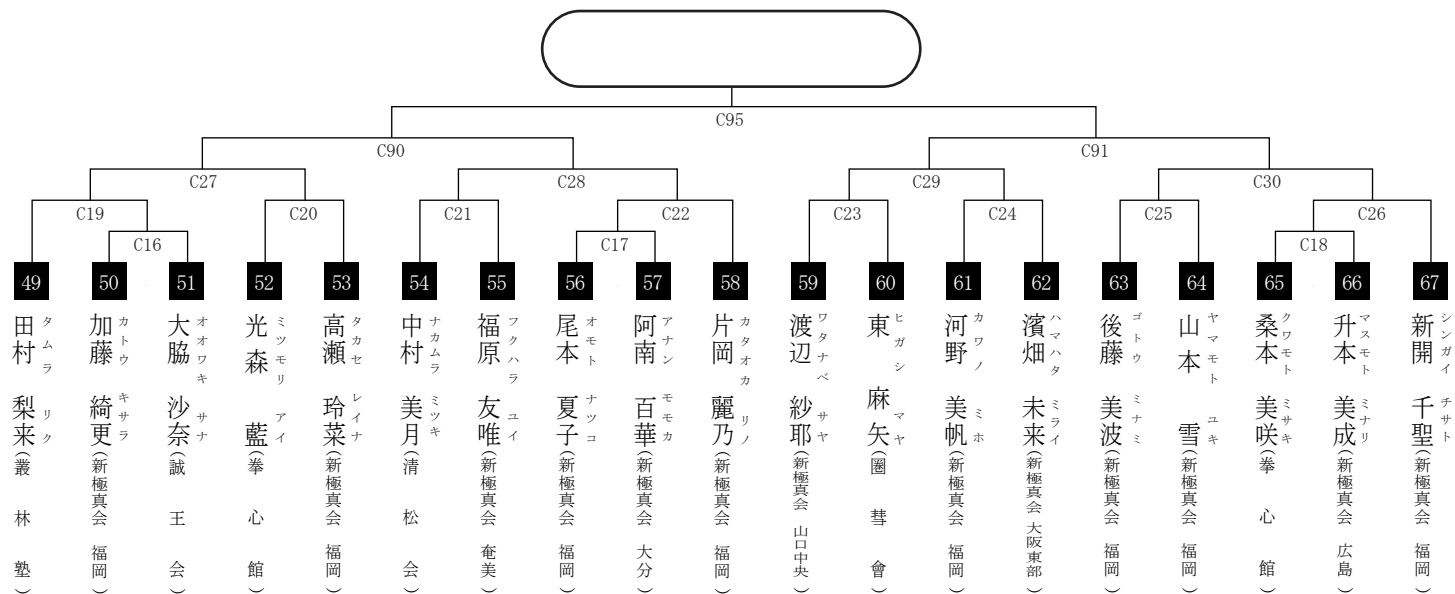 C95
C90
C91
C27
C28
C29
C30
C19
C20
C21
C22
C23
C24
C25
C26
C16
C17
C18
49
田村 梨来 (叢林塾)
タムラ リク
50
加藤 綺更 (新極真会 福岡)
カトウ キサラ
51
大脇 沙奈 (誠王会)
オオワキ サナ
52
光森 藍 (拳心館)
ミツモリ アイ
53
高瀬 玲菜 (新極真会 福岡)
タカセ レイナ
54
中村 美月 (清松会)
ナカムラ ミツキ
55
福原 友唯 (新極真会 奄美)
フクハラ ユイ
56
尾本 夏子 (新極真会 福岡)
オモト ナツコ
57
阿南 百華 (新極真会 大分)
アナン モモカ
58
片岡 麗乃 (新極真会 福岡)
カタオカ リノ
59
渡辺 紗耶 (新極真会 山口中央)
ワタナベ サヤ
60
東 麻矢 (圏彗會)
ヒガシ マヤ
61
河野 美帆 (新極真会 福岡)
カワノ ミホ
62
濱畑 未来 (新極真会 大阪東部)
ハマハタ ミライ
63
後藤 美波 (新極真会 福岡)
ゴトウ ミナミ
64
山本 雪 (新極真会 福岡)
ヤマモト ユキ
65
桑本 美咲 (拳心館)
クワモト ミサキ
66
升本 美成 (新極真会 広島)
マスモト ミナリ
67
新開 千聖 (新極真会 福岡)
シンガイ チサト